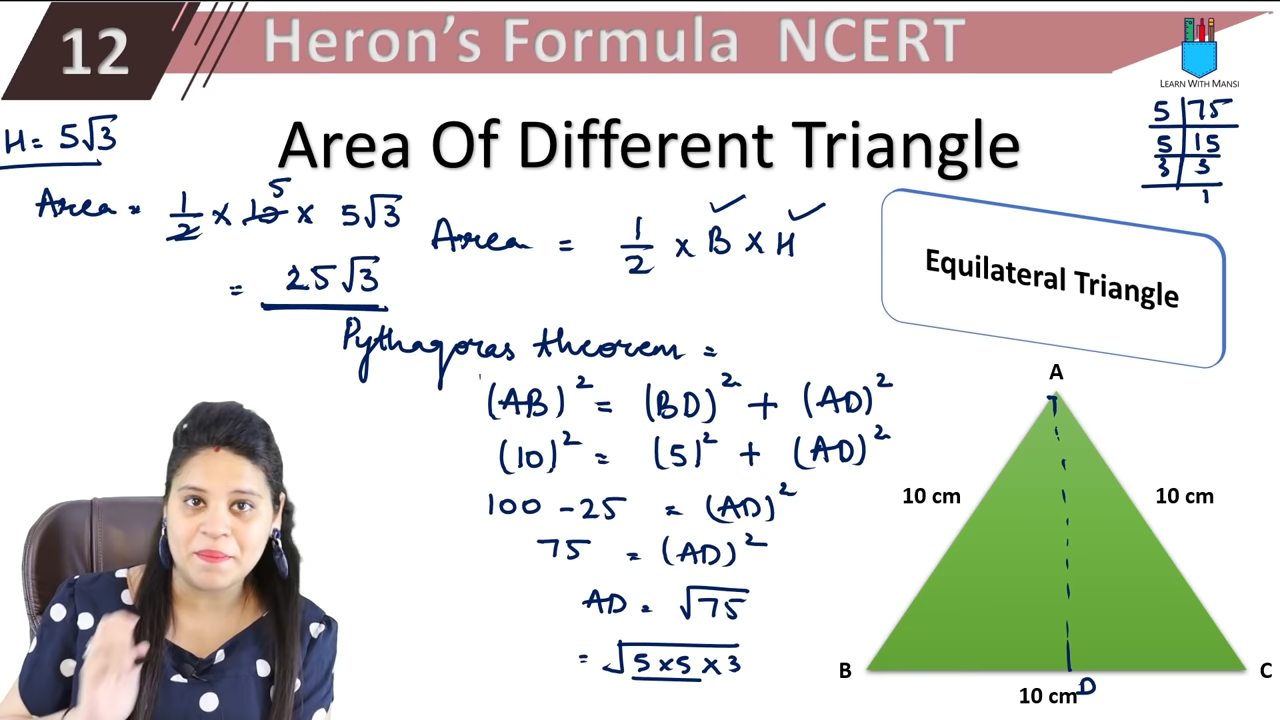 12
Heron's Formula NCERT
LEARN WITH MANSI
5 | 75
5 | 15
3 | 3
1
H = 5√3
Area Of Different Triangle
Area = 1/2 × 10 5 × 5√3
= 25√3
Area = 1/2 × B × H
Equilateral Triangle
Pythagoras theorem =
(AB)² = (BD)² + (AD)²
(10)² = (5)² + (AD)²
100 - 25 = (AD)²
75 = (AD)²
AD = √75
= √5×5×3
A
10 cm
10 cm
B
C
10 cm
D